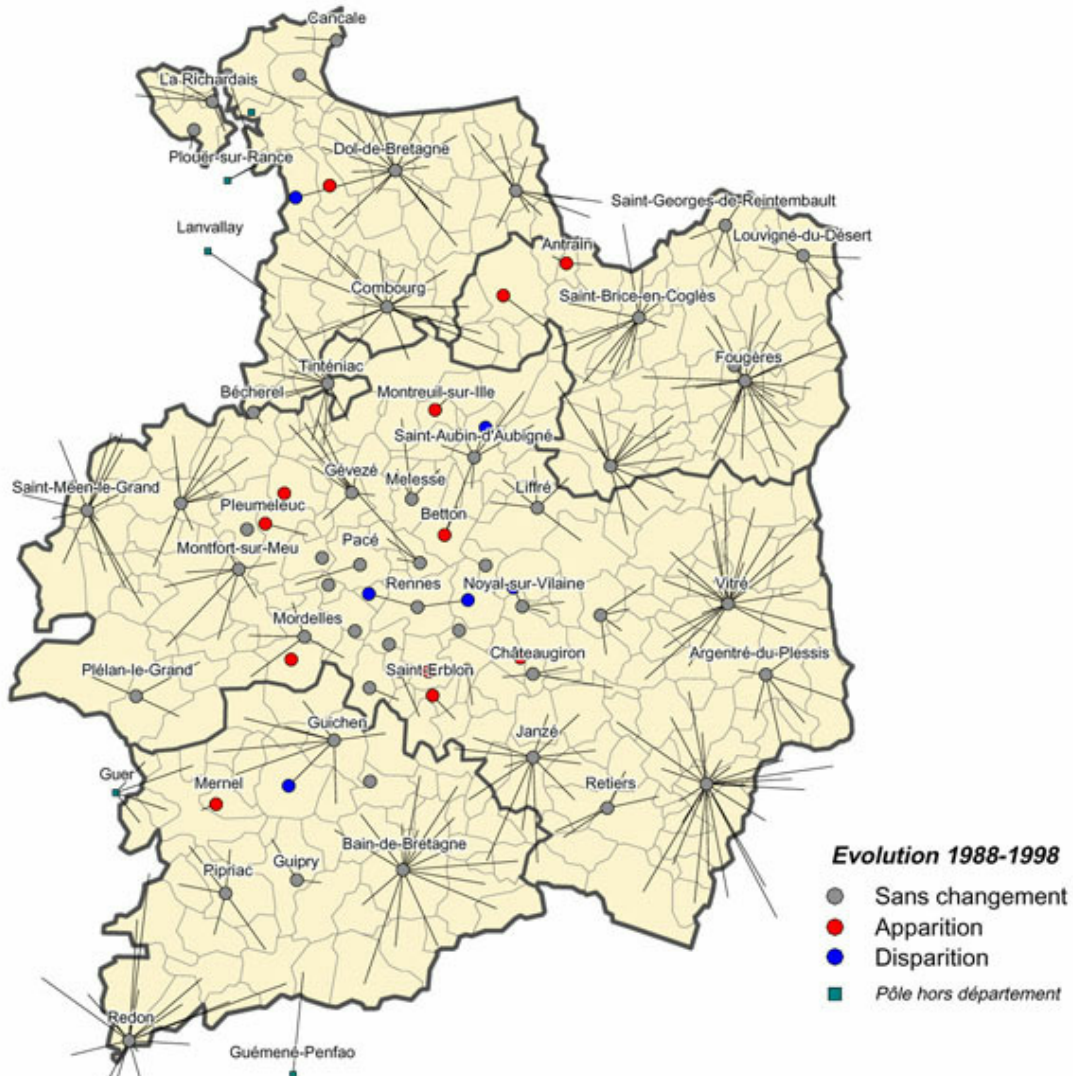 Cancale
La Richardais
Dol-de-Bretagne
Plouër-sur-Rance
Saint-Georges-de-Reintembault
Lanvallay
Louvigné-du-Désert
Antrain
Combourg
Saint-Brice-en-Coglès
Fougères
Tinténiac
Bécherel
Montreuil-sur-Ille
Saint-Aubin-d'Aubigné
Gévezé
Melesse
Saint-Méen-le-Grand
Liffré
Pleumeleuc
Betton
Pacé
Montfort-sur-Meu
Rennes
Noyal-sur-Vilaine
Vitré
Mordelles
Châteaugiron
Argentré-du-Plessis
Plélan-le-Grand
Saint-Erblon
Guichen
Janzé
Guer
Mernel
Retiers
Bain-de-Bretagne
Guipry
Pipriac
Evolution 1988-1998
Sans changement
Apparition
Disparition
Pôle hors département
Redon
Guémené-Penfao